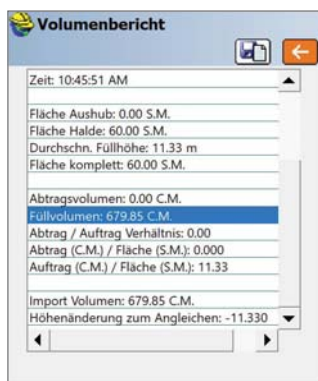 Volumenbericht
Zeit: 10:45:51 AM
Fläche Aushub: 0.00 S.M.
Fläche Halde: 60.00 S.M.
Durchschn. Füllhöhe: 11.33 m
Fläche komplett: 60.00 S.M.
Abtragsvolumen: 0.00 C.M.
Füllvolumen: 679.85 C.M.
Abtrag / Auftrag Verhältnis: 0.00
Abtrag (C.M.) / Fläche (S.M.): 0.000
Auftrag (C.M.) / Fläche (S.M.): 11.33
Import Volumen: 679.85 C.M.
Höhenänderung zum Angleichen: -11.330